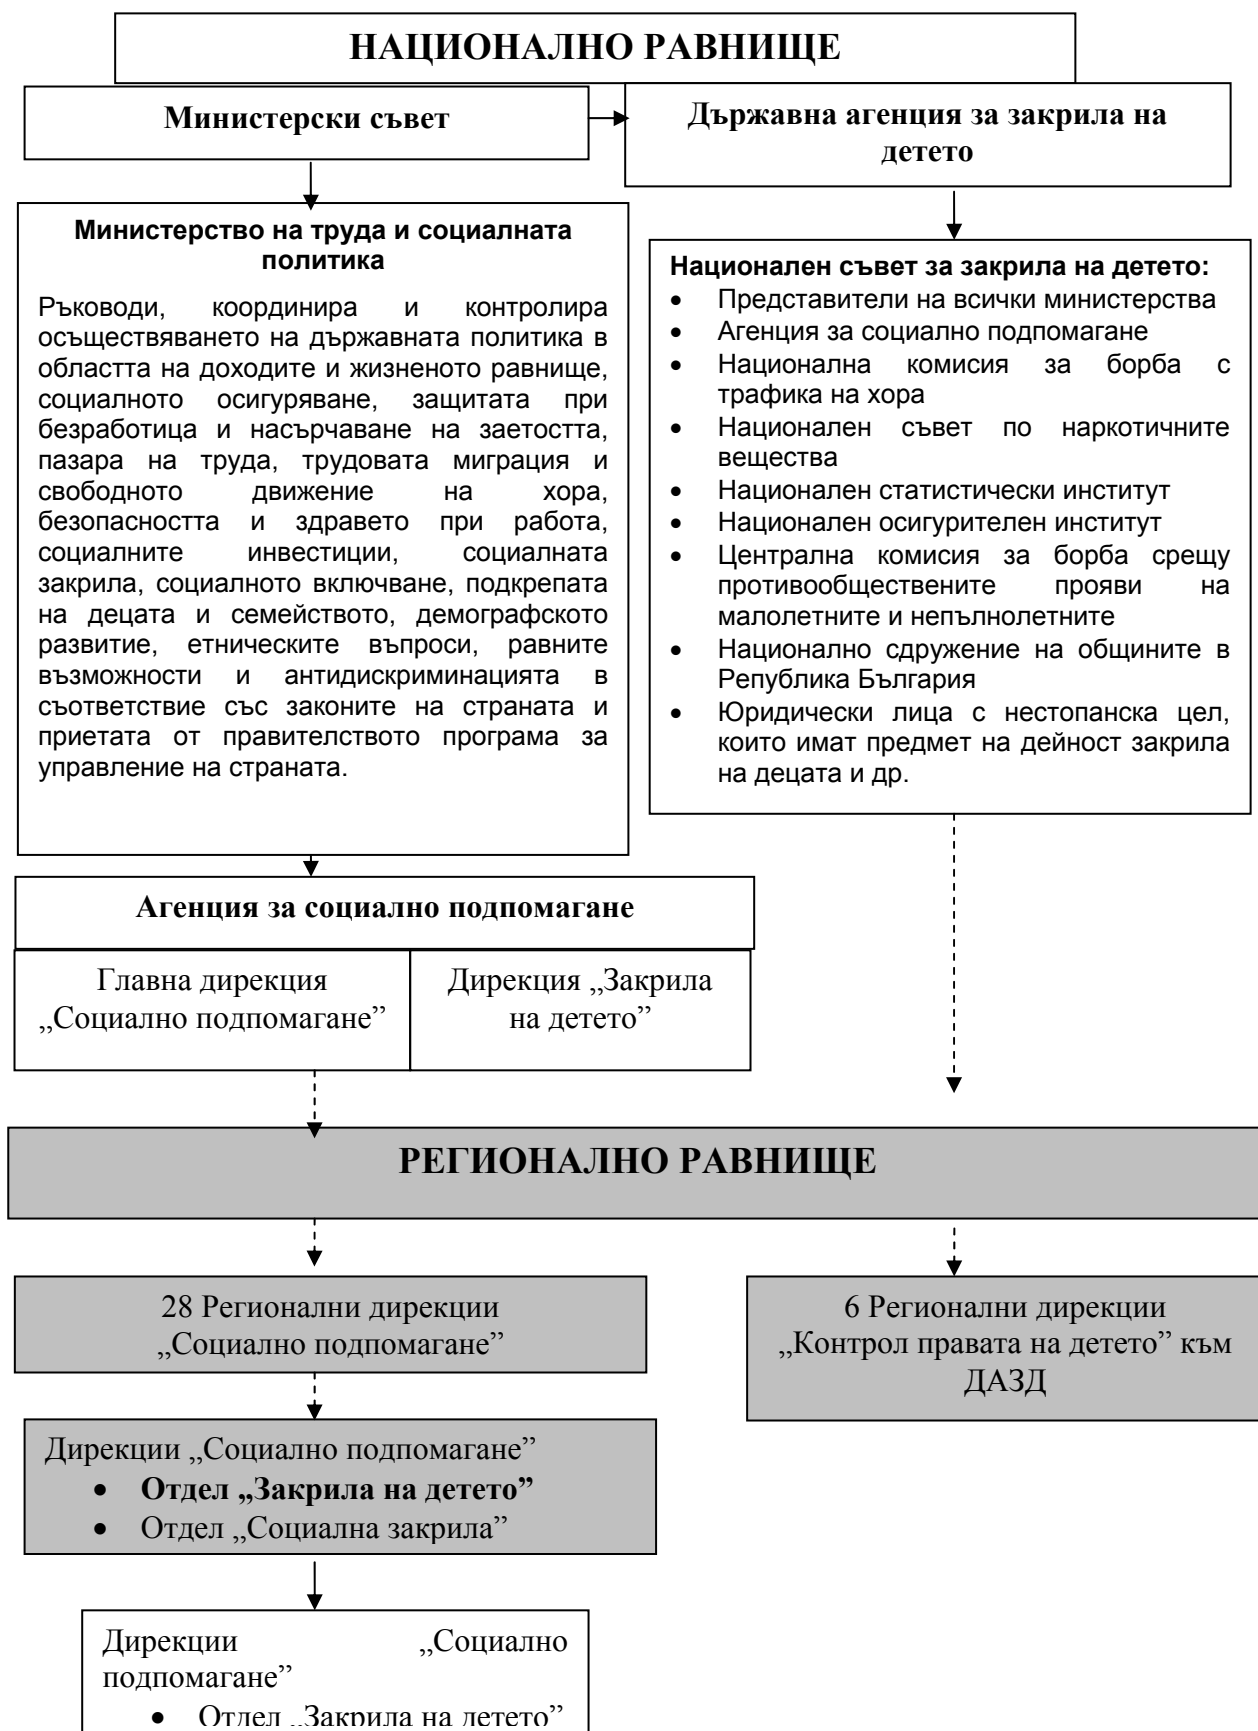 НАЦИОНАЛНО РАВНИЩЕ
Министерски съвет
Държавна агенция за закрила на
детето
Министерство на труда и социалната
политика
Ръководи, координира и контролира
осъществяването на държавната политика в
областта на доходите и жизненото равнище,
социалното осигуряване, защитата при
безработица и насърчаване на заетостта,
пазара на труда, трудовата миграция и
свободното движение на хора,
безопасността и здравето при работа,
социалните инвестиции, социалната
закрила, социалното включване, подкрепата
на децата и семейството, демографското
развитие, етническите въпроси, равните
възможности и антидискриминацията в
съответствие със законите на страната и
приетата от правителството програма за
управление на страната.
Национален съвет за закрила на детето:
• Представители на всички министерства
• Агенция за социално подпомагане
• Национална комисия за борба с
трафика на хора
• Национален съвет по наркотичните
вещества
• Национален статистически институт
• Национален осигурителен институт
• Централна комисия за борба срещу
противообществените прояви на
малолетните и непълнолетните
• Национално сдружение на общините в
Република България
• Юридически лица с нестопанска цел,
които имат предмет на дейност закрила
на децата и др.
Агенция за социално подпомагане
Главна дирекция
„Социално подпомагане”
Дирекция „Закрила
на детето”
РЕГИОНАЛНО РАВНИЩЕ
28 Регионални дирекции
„Социално подпомагане”
6 Регионални дирекции
„Контрол правата на детето” към
ДАЗД
Дирекции „Социално подпомагане”
• Отдел „Закрила на детето”
• Отдел „Социална закрила”
Дирекции „Социално
подпомагане”
• Отдел „Закрила на детето”